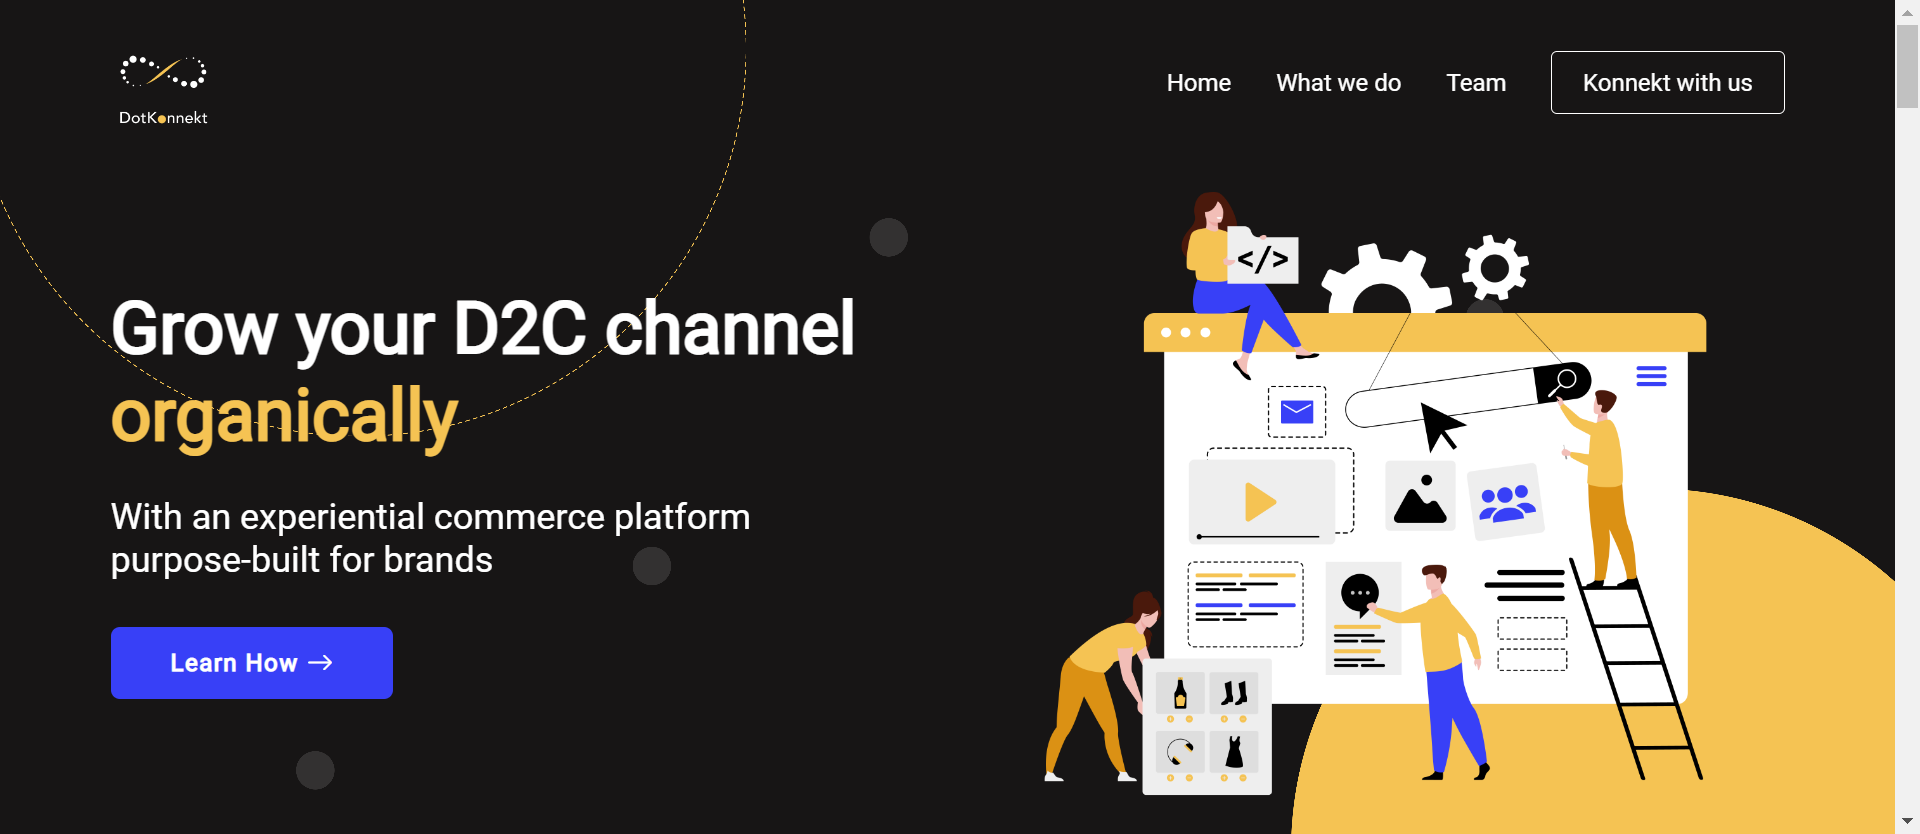 DotKonnekt
Home
What we do
Team
Konnekt with us
</>
Grow your D2C channel
organically
With an experiential commerce platform
purpose-built for brands
Learn How →